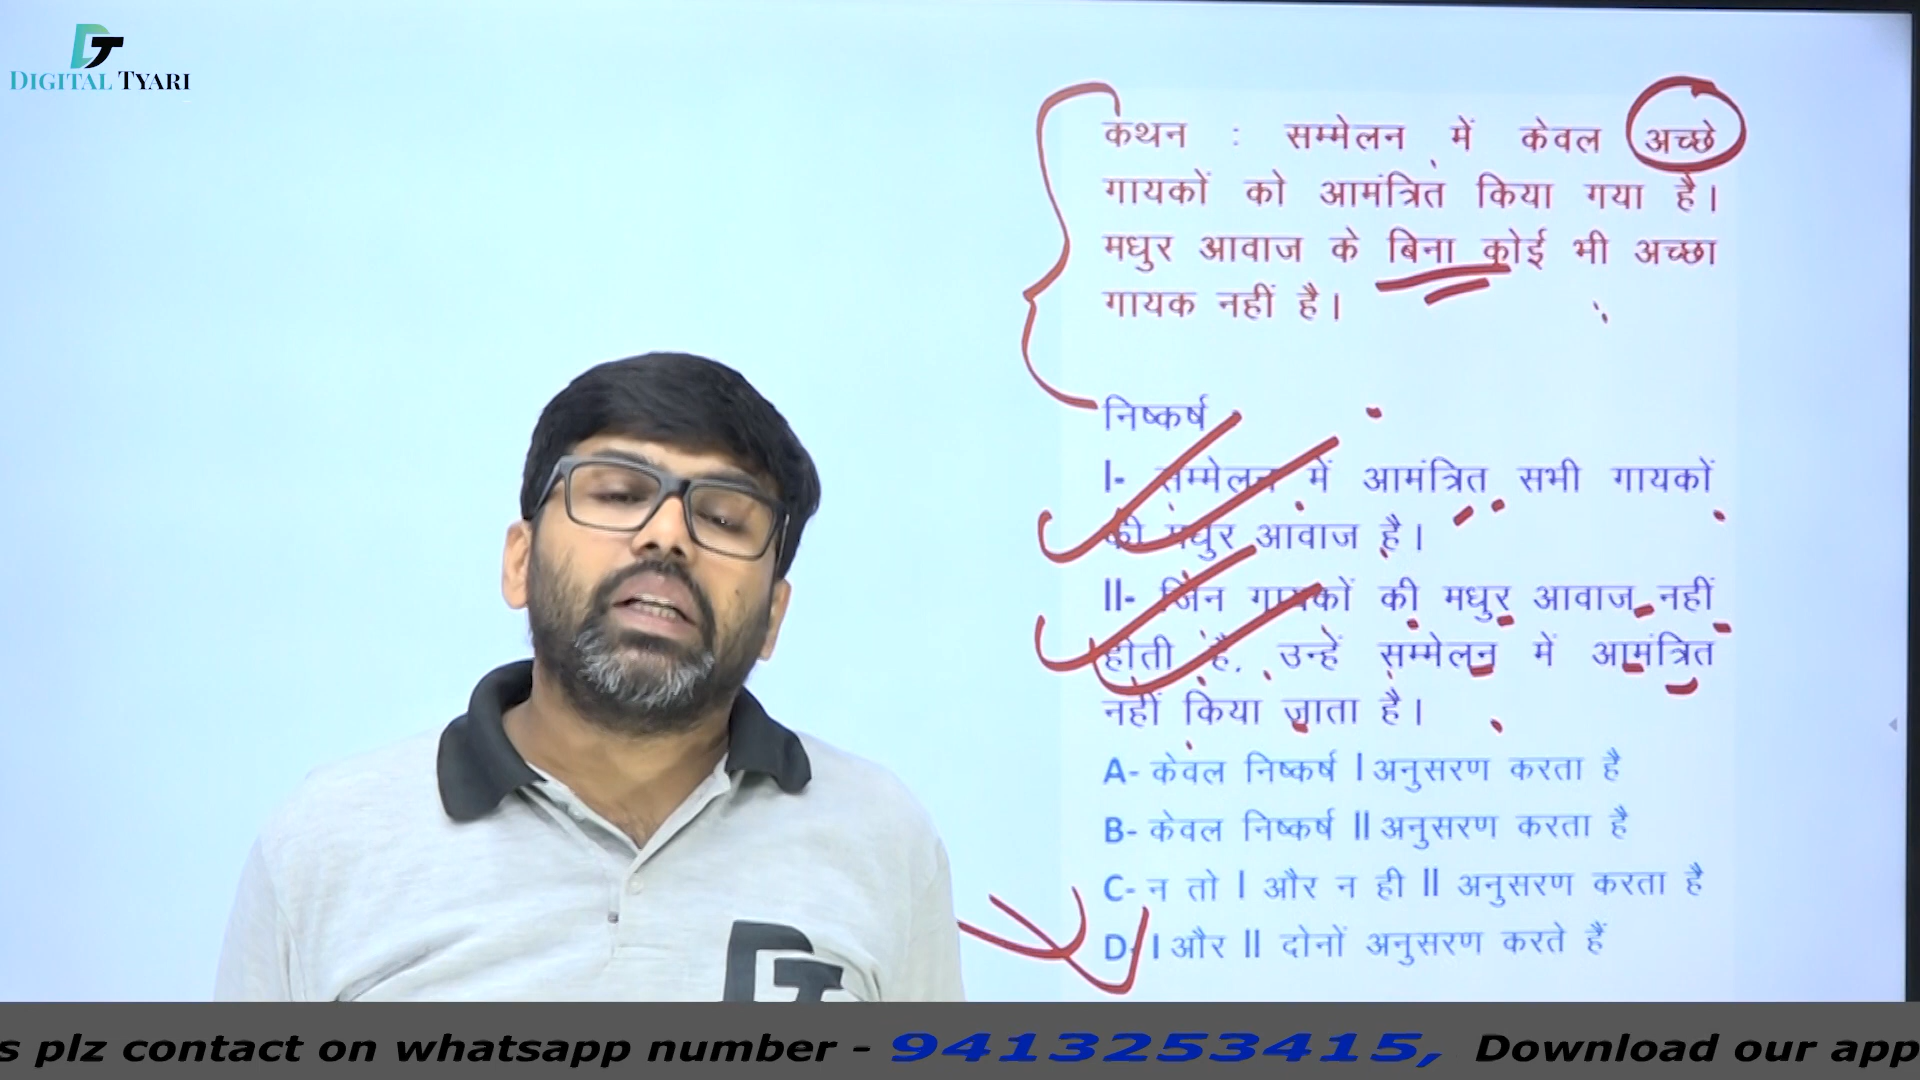 DIGITAL TYARI
कथन : सम्मेलन में केवल अच्छे
गायकों को आमंत्रित किया गया है।
मधुर आवाज के बिना कोई भी अच्छा
गायक नहीं है।
निष्कर्ष :
I- सम्मेलन में आमंत्रित सभी गायकों
की मधुर आवाज है।
II- जिन गायकों की मधुर आवाज नहीं
होती है, उन्हें सम्मेलन में आमंत्रित
नहीं किया जाता है।
A- केवल निष्कर्ष I अनुसरण करता है
B- केवल निष्कर्ष II अनुसरण करता है
C- न तो I और न ही II अनुसरण करता है
D- I और II दोनों अनुसरण करते हैं
DT
s plz contact on whatsapp number - 9413253415, Download our app